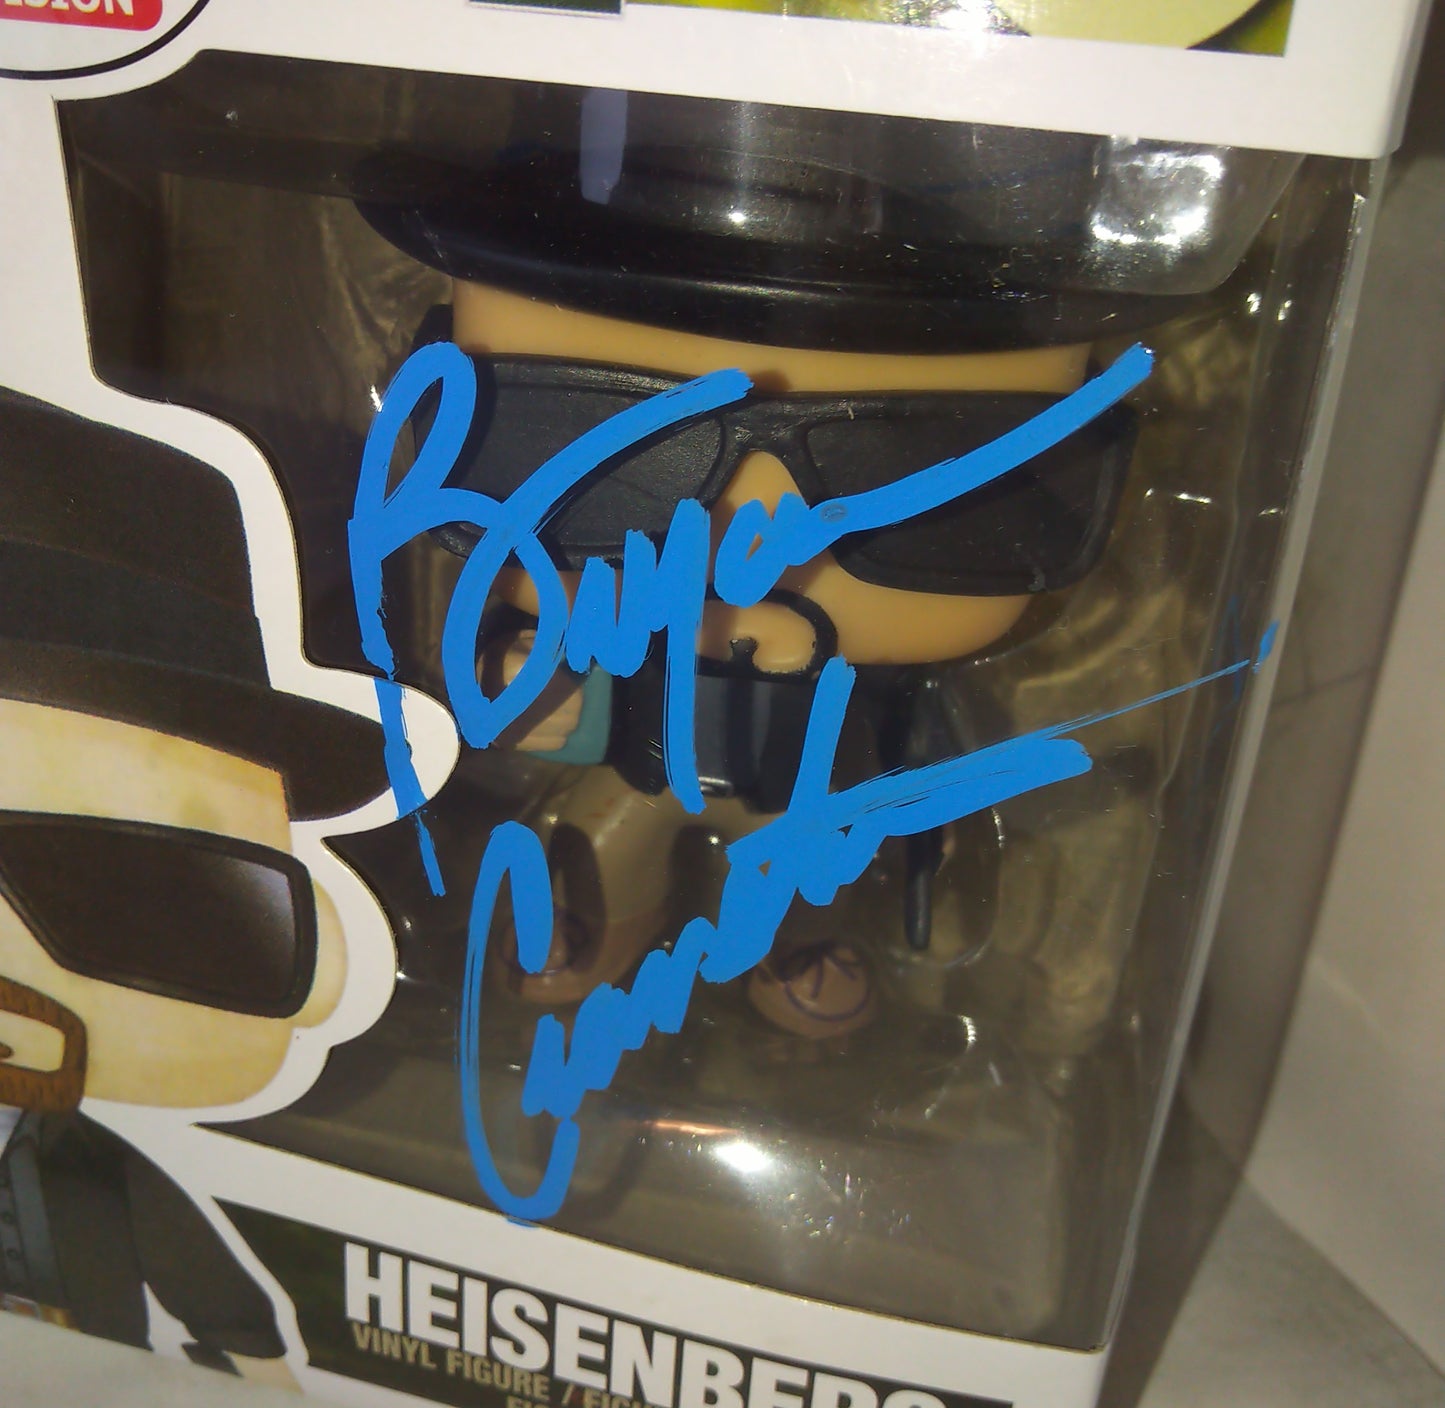 Bryan
Cranston
HEISENBERG
VINYL FIGURE /